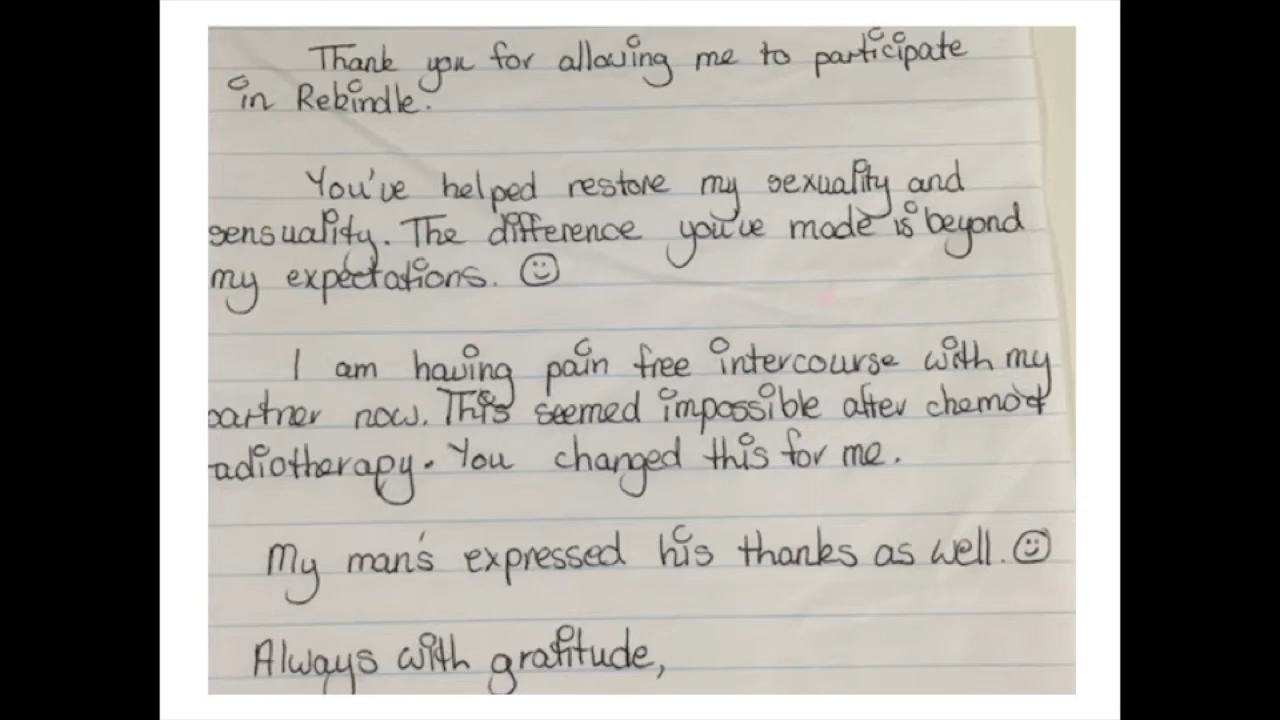 Thank you for allowing me to participate
in Rekindle.
You've helped restore my sexuality and
sensuality. The difference you've made is beyond
my expectations. ☺
I am having pain free intercourse with my
partner now. This seemed impossible after chemo &
radiotherapy. You changed this for me.
My man's expressed his thanks as well. ☺
Always with gratitude,